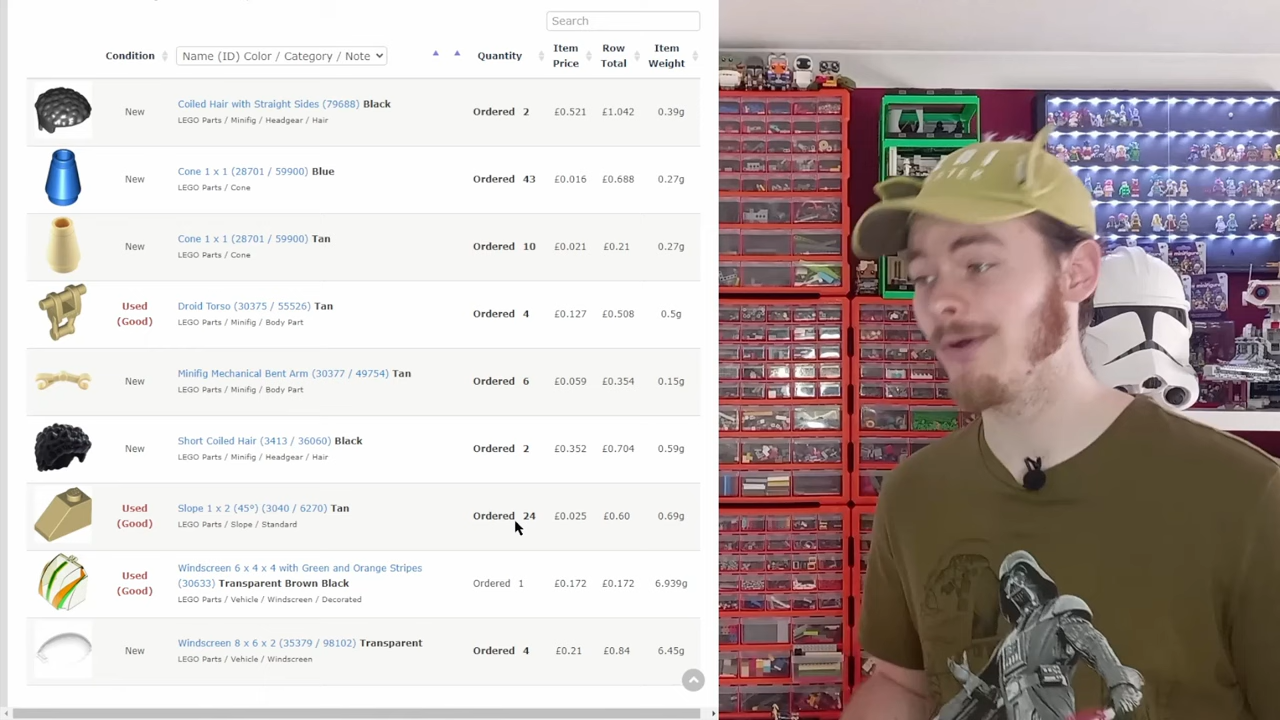 Search
Condition
Name (ID) Color / Category / Note
Quantity
Item
Price
Row
Total
Item
Weight
New
Coiled Hair with Straight Sides (79688) Black
LEGO Parts / Minifig / Headgear / Hair
Ordered 2
£0.521
£1.042
0.39g
New
Cone 1 x 1 (28701 / 59900) Blue
LEGO Parts / Cone
Ordered 43
£0.016
£0.688
0.27g
New
Cone 1 x 1 (28701 / 59900) Tan
LEGO Parts / Cone
Ordered 10
£0.021
£0.21
0.27g
Used
(Good)
Droid Torso (30375 / 55526) Tan
LEGO Parts / Minifig / Body Part
Ordered 4
£0.127
£0.508
0.5g
New
Minifig Mechanical Bent Arm (30377 / 49754) Tan
LEGO Parts / Minifig / Body Part
Ordered 6
£0.059
£0.354
0.15g
New
Short Coiled Hair (3413 / 36060) Black
LEGO Parts / Minifig / Headgear / Hair
Ordered 2
£0.352
£0.704
0.59g
Used
(Good)
Slope 1 x 2 (45°) (3040 / 6270) Tan
LEGO Parts / Slope / Standard
Ordered 24
£0.025
£0.60
0.69g
Used
(Good)
Windscreen 6 x 4 x 4 with Green and Orange Stripes
(30633) Transparent Brown Black
LEGO Parts / Vehicle / Windscreen / Decorated
Ordered 1
£0.172
£0.172
6.939g
New
Windscreen 8 x 6 x 2 (35379 / 98102) Transparent
LEGO Parts / Vehicle / Windscreen
Ordered 4
£0.21
£0.84
6.45g